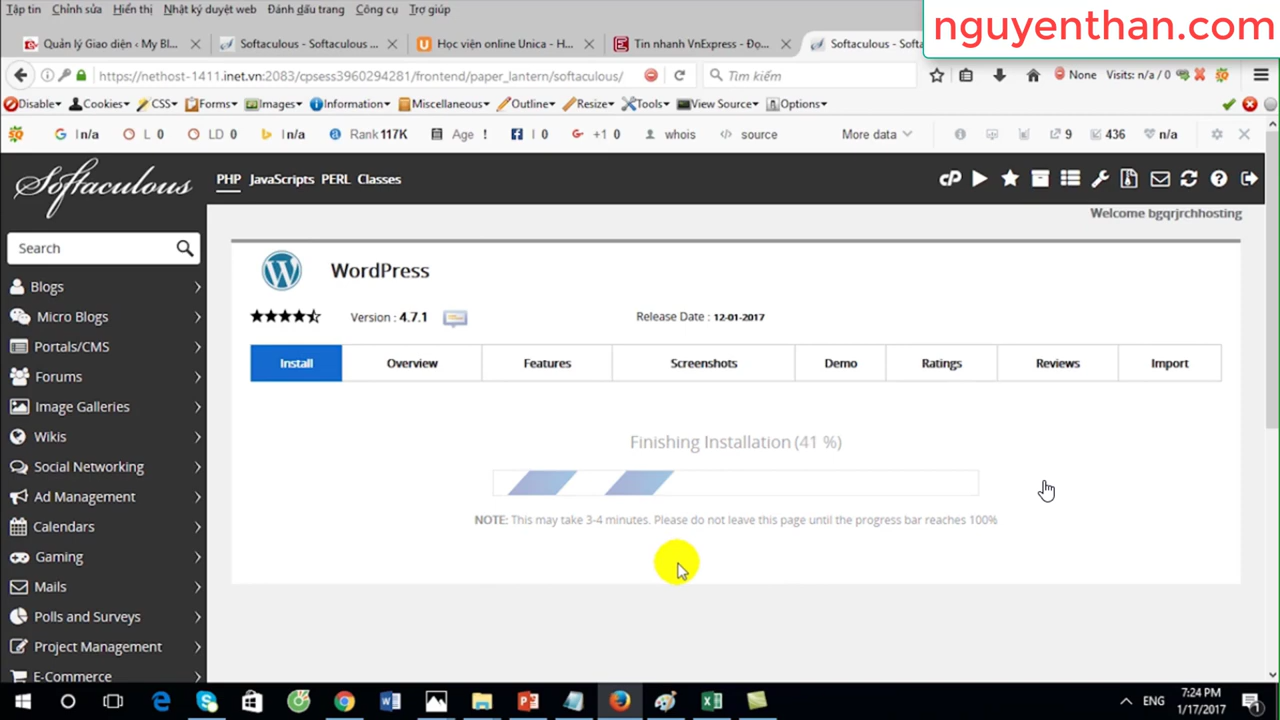 Tập tin Chỉnh sửa Hiển thị Nhật ký duyệt web Đánh dấu trang Công cụ Trợ giúp
nguyenthan.com
Quản lý Giao diện ‹ My Bl...
Softaculous - Softaculous ...
Học viện online Unica - H...
Tin nhanh VnExpress - Đọ...
Softaculous - Softa
https://nethost-1411.inet.vn:2083/cpsess3960294281/frontend/paper_lantern/softaculous/
Tìm kiếm
None Visits: n/a / 0
Disable Cookies CSS Forms Images Information Miscellaneous Outline Resize Tools View Source Options
I n/a L 0 LD 0 I n/a Rank 117K Age ! I 0 +1 0 whois source More data 9 436 n/a
Softaculous
PHP JavaScripts PERL Classes
cP
Welcome bgqrjrchhosting
Search
Blogs
Micro Blogs
Portals/CMS
Forums
Image Galleries
Wikis
Social Networking
Ad Management
Calendars
Gaming
Mails
Polls and Surveys
Project Management
E-Commerce
WordPress
Version : 4.7.1
Release Date : 12-01-2017
Install Overview Features Screenshots Demo Ratings Reviews Import
Finishing Installation (41 %)
NOTE: This may take 3-4 minutes. Please do not leave this page until the progress bar reaches 100%
ENG
7:24 PM
1/17/2017